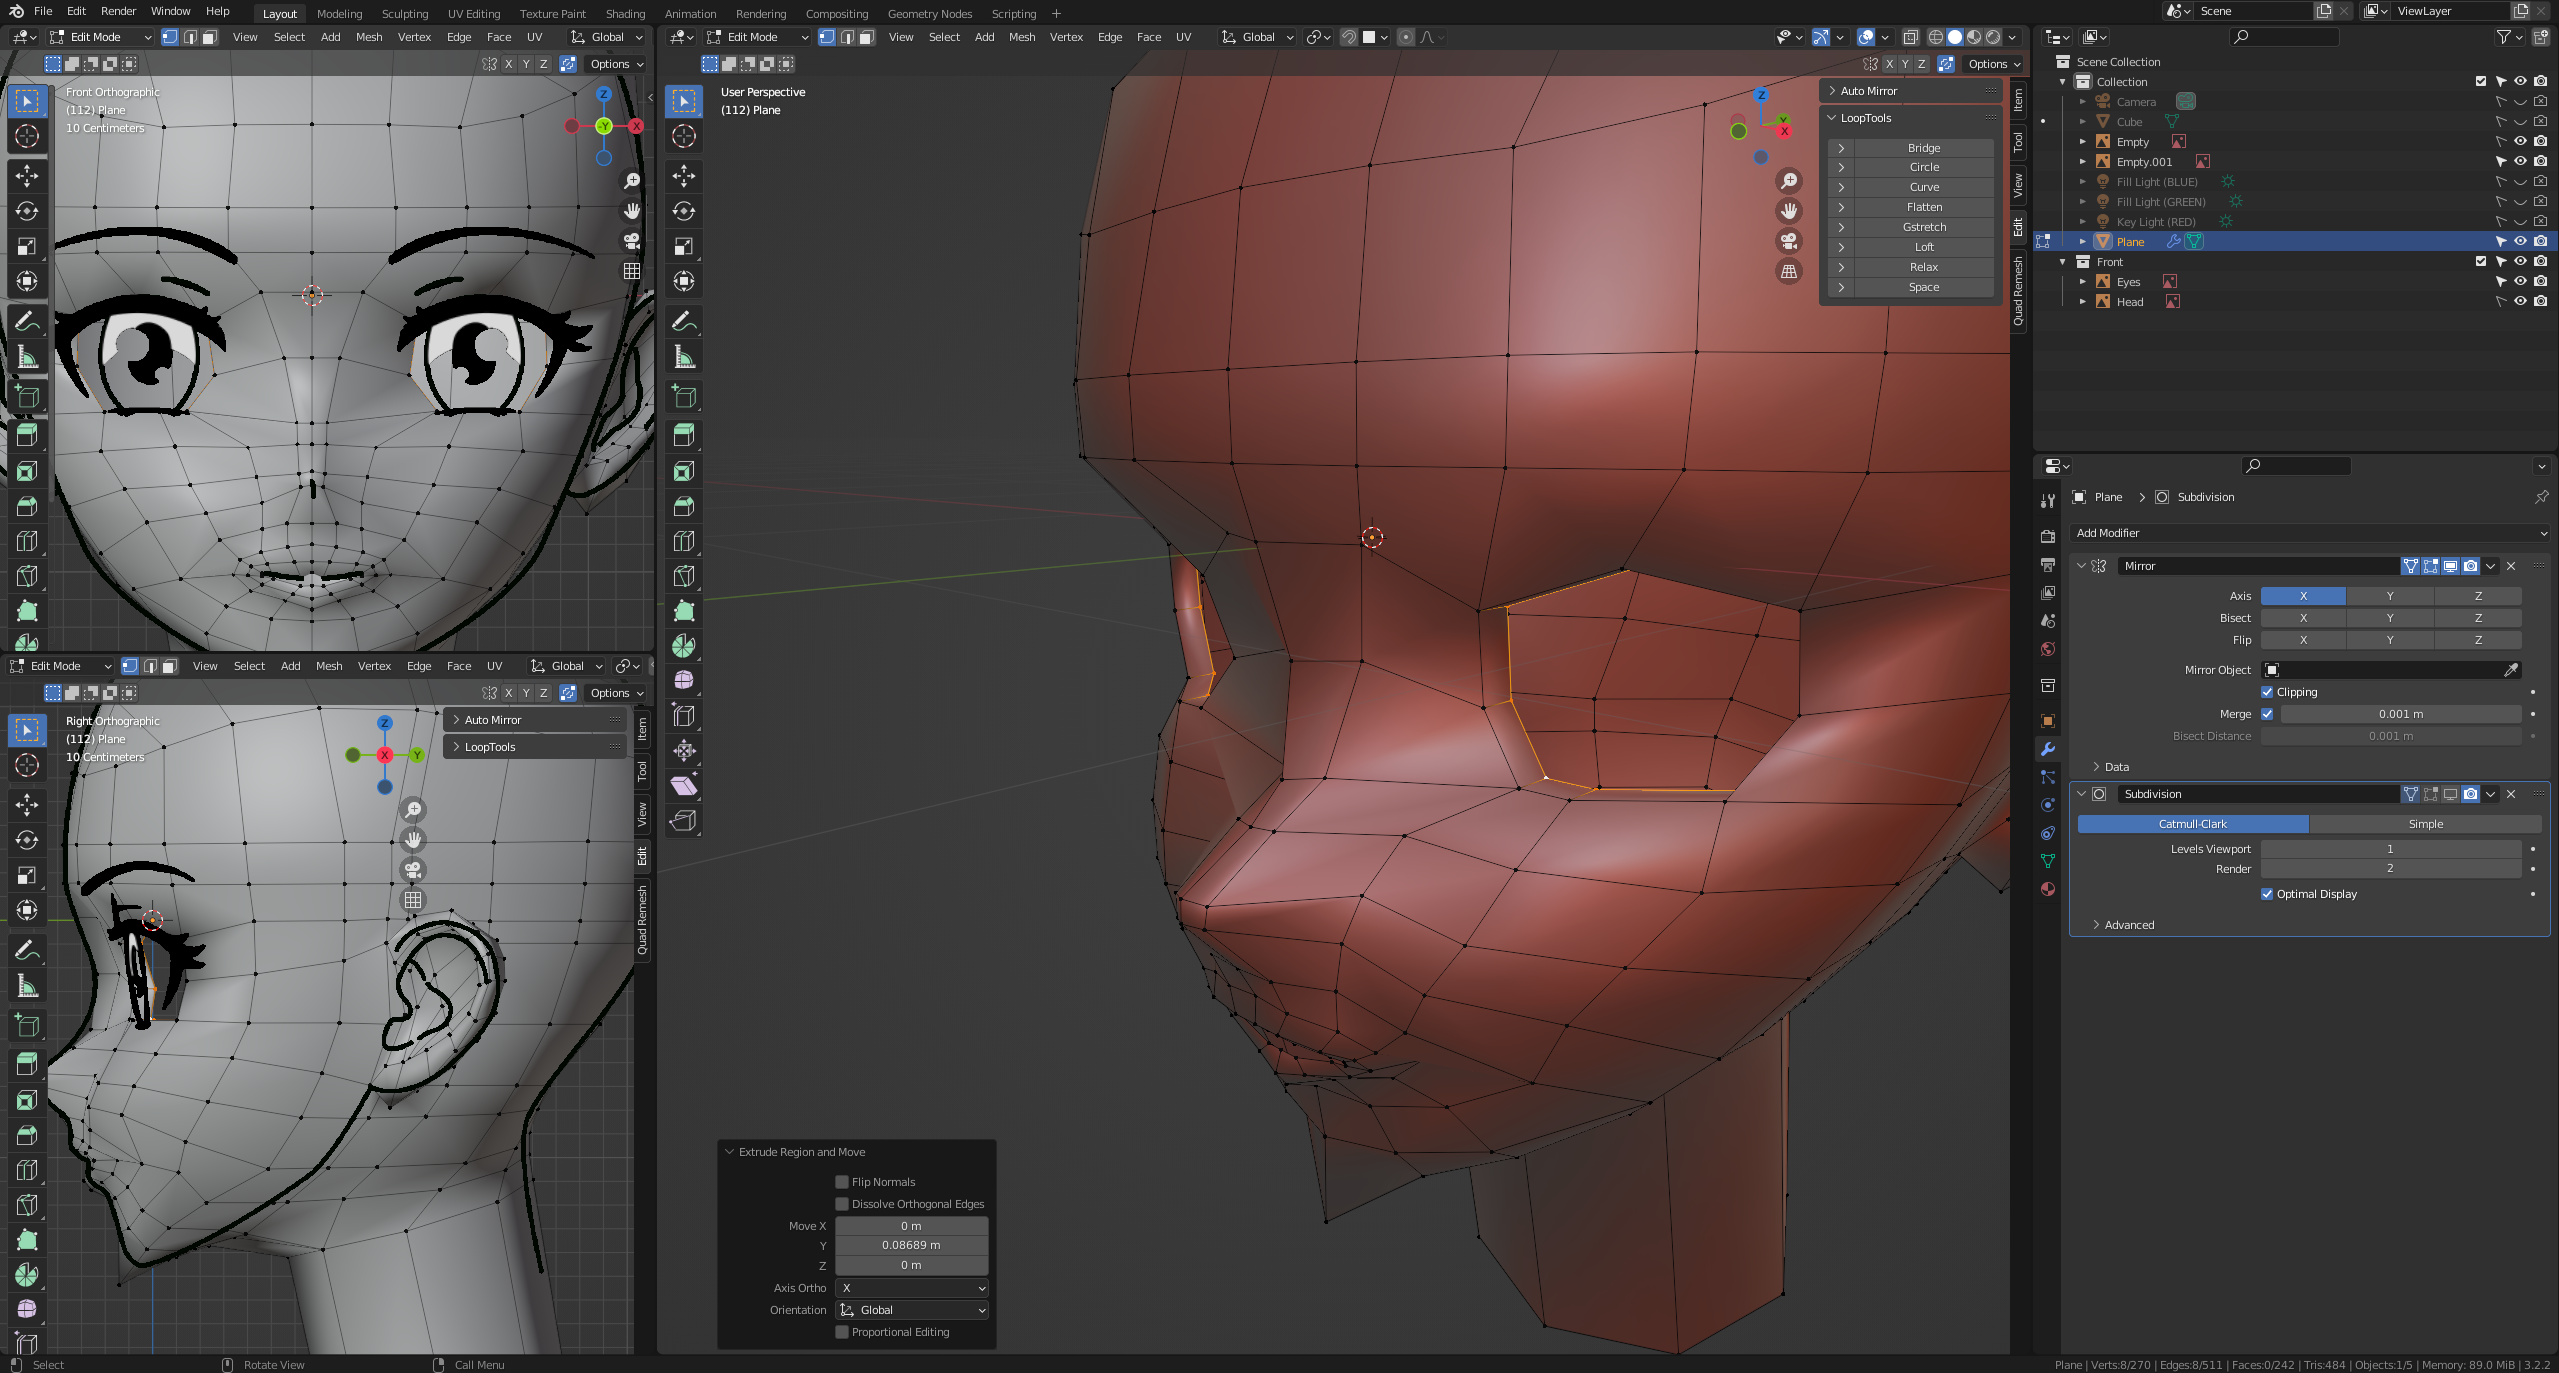 File Edit Render Window Help Layout Modeling Sculpting UV Editing Texture Paint Shading Animation Rendering Compositing Geometry Nodes Scripting + Scene ViewLayer
Edit Mode View Select Add Mesh Vertex Edge Face UV Global
X Y Z Options
Front Orthographic
(112) Plane
10 Centimeters
Z
-Y X
Edit Mode View Select Add Mesh Vertex Edge Face UV Global
X Y Z Options
Right Orthographic
(112) Plane
10 Centimeters
Z
X Y
Auto Mirror
LoopTools
Item
Tool
View
Edit
Quad Remesh
Edit Mode View Select Add Mesh Vertex Edge Face UV Global
X Y Z Options
User Perspective
(112) Plane
Z
Y
X
Auto Mirror
LoopTools
Bridge
Circle
Curve
Flatten
Gstretch
Loft
Relax
Space
Item
Tool
View
Edit
Quad Remesh
Extrude Region and Move
Flip Normals
Dissolve Orthogonal Edges
Move X 0 m
Y 0.08689 m
Z 0 m
Axis Ortho X
Orientation Global
Proportional Editing
Scene Collection
Collection
Camera
Cube
Empty
Empty.001
Fill Light (BLUE)
Fill Light (GREEN)
Key Light (RED)
Plane
Front
Eyes
Head
Plane > Subdivision
Add Modifier
Mirror
Axis X Y Z
Bisect X Y Z
Flip X Y Z
Mirror Object
Clipping
Merge 0.001 m
Bisect Distance 0.001 m
Data
Subdivision
Catmull-Clark Simple
Levels Viewport 1
Render 2
Optimal Display
Advanced
Select Rotate View Call Menu
Plane | Verts:8/270 | Edges:8/511 | Faces:0/242 | Tris:484 | Objects:1/5 | Memory: 89.0 MiB | 3.2.2